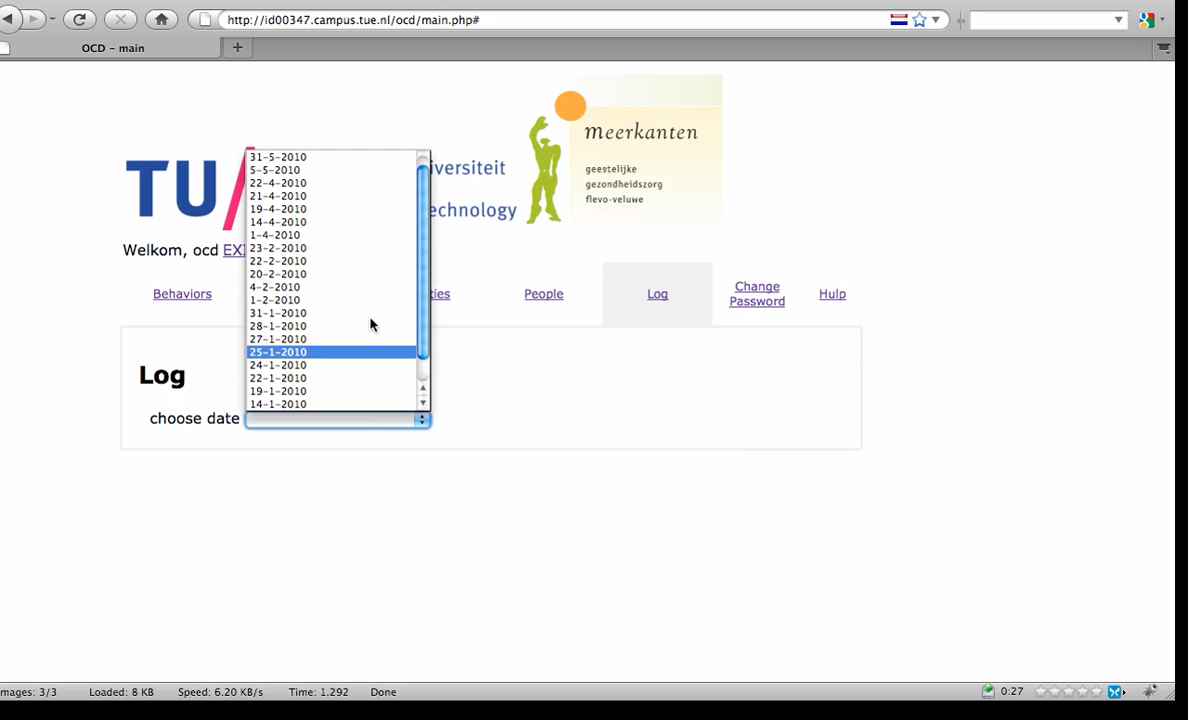 http://id00347.campus.tue.nl/ocd/main.php#
OCD - main
TU/
iversiteit
echnology
meerkanten
geestelijke
gezondheidszorg
flevo-veluwe
Welkom, ocd EXI
Behaviors
ties
People
Log
Change
Password
Hulp
31-5-2010
5-5-2010
22-4-2010
21-4-2010
19-4-2010
14-4-2010
1-4-2010
23-2-2010
22-2-2010
20-2-2010
4-2-2010
1-2-2010
31-1-2010
28-1-2010
27-1-2010
25-1-2010
24-1-2010
22-1-2010
19-1-2010
14-1-2010
Log
choose date
mages: 3/3 Loaded: 8 KB Speed: 6.20 KB/s Time: 1.292 Done 0:27